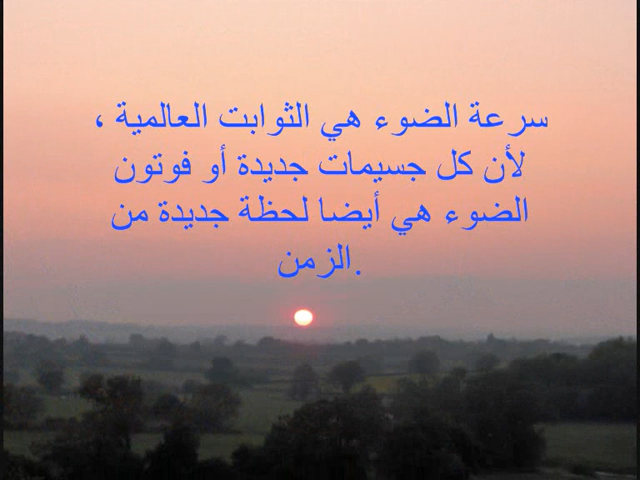 سرعة الضوء هي الثوابت العالمية ،
لأن كل جسيمات جديدة أو فوتون
الضوء هي أيضا لحظة جديدة من
الزمن.